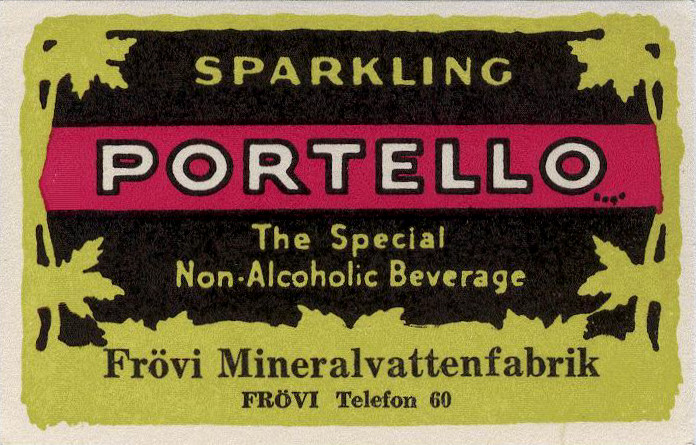 SPARKLING
PORTELLO
The Special
Non-Alcoholic Beverage
Frövi Mineralvattenfabrik
FRÖVI Telefon 60